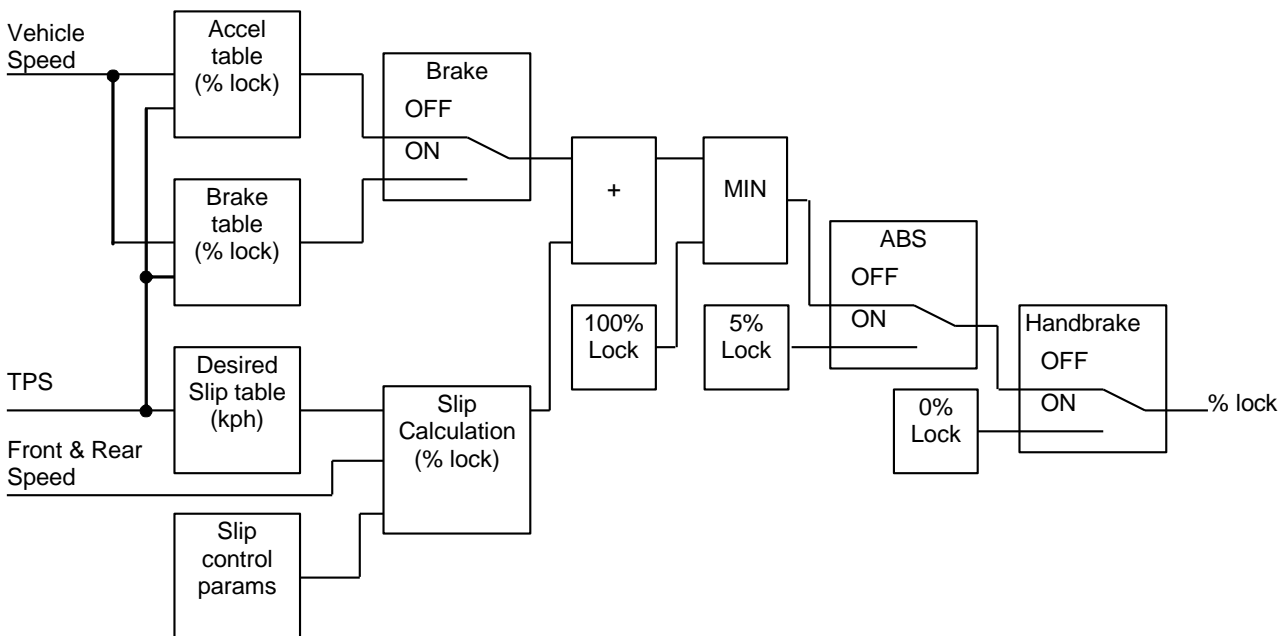 Vehicle
Speed
Accel
table
(% lock)
Brake
OFF
ON
Brake
table
(% lock)
+
MIN
ABS
OFF
ON
100%
Lock
5%
Lock
Handbrake
OFF
ON
0%
Lock
% lock
TPS
Desired
Slip table
(kph)
Slip
Calculation
(% lock)
Front & Rear
Speed
Slip
control
params